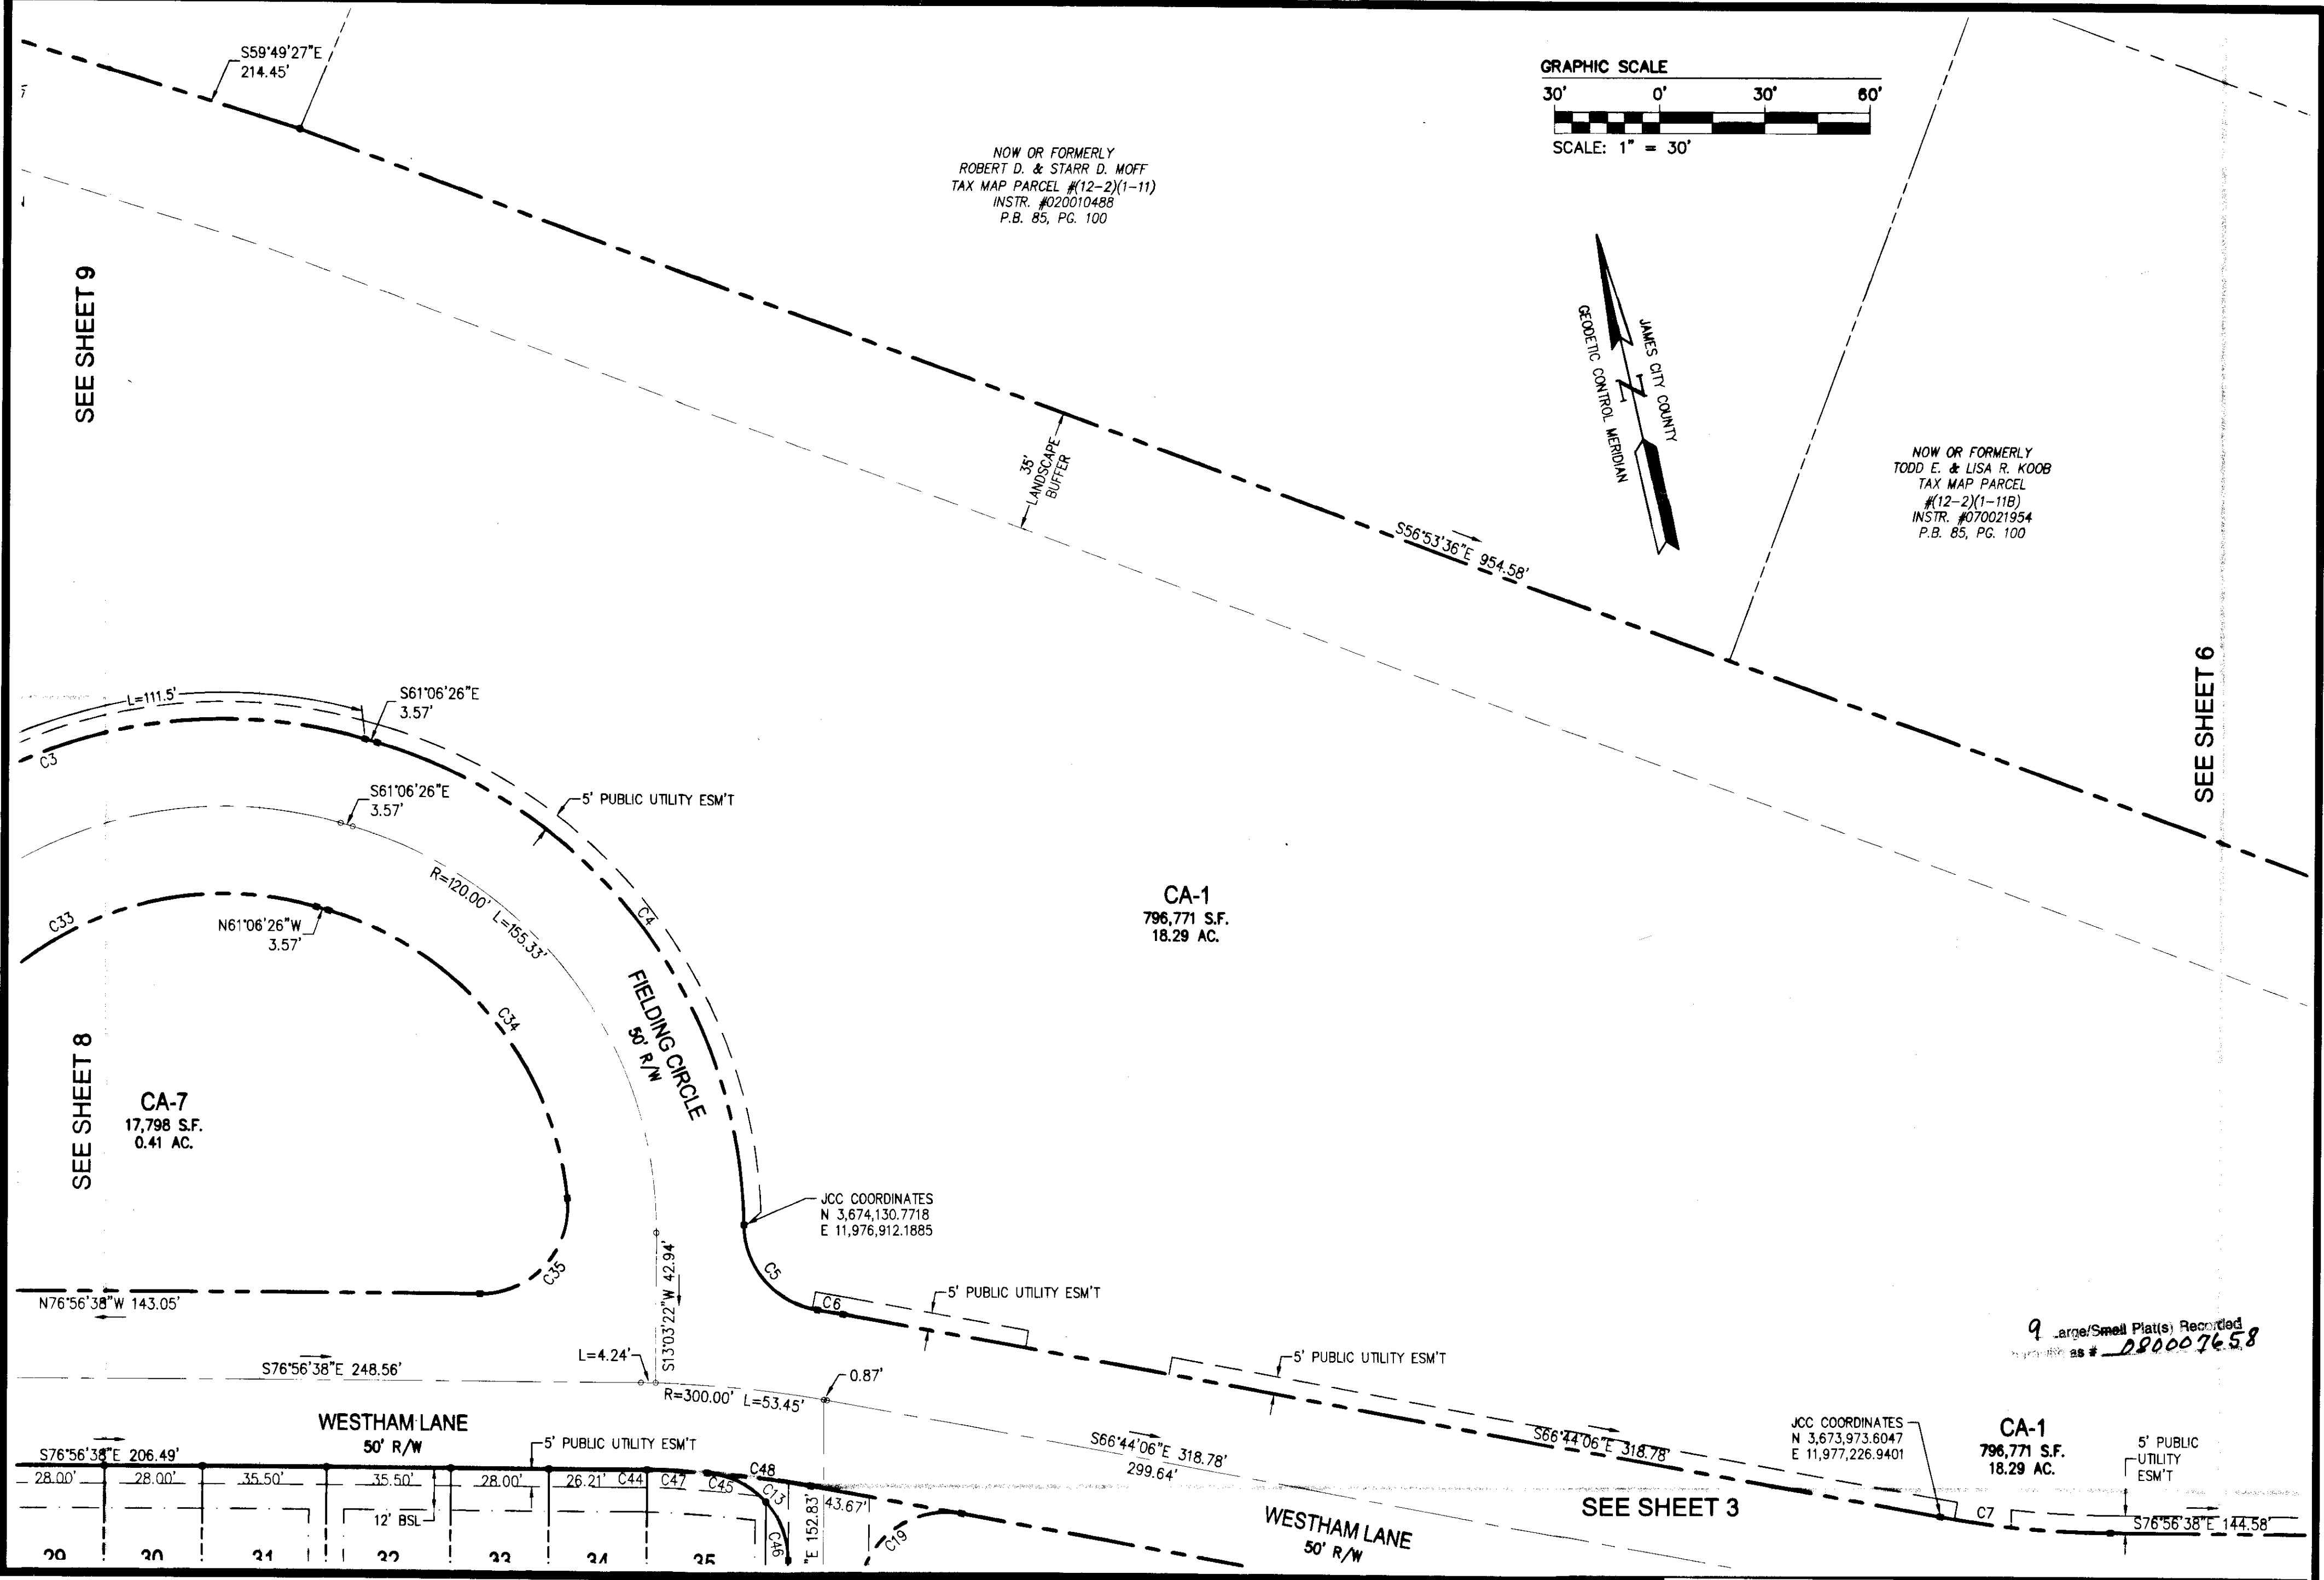 S59°49'27"E
214.45'
GRAPHIC SCALE
30' 0' 30' 60'
SCALE: 1" = 30'
NOW OR FORMERLY
ROBERT D. & STARR D. MOFF
TAX MAP PARCEL #(12-2)(1-11)
INSTR. #020010488
P.B. 85, PG. 100
SEE SHEET 9
JAMES CITY COUNTY
GEODETIC CONTROL MERIDIAN
N
35'
LANDSCAPE
BUFFER
NOW OR FORMERLY
TODD E. & LISA R. KOOB
TAX MAP PARCEL
#(12-2)(1-11B)
INSTR. #070021954
P.B. 85, PG. 100
S56°53'36"E 954.58'
SEE SHEET 6
L=111.5'
S61°06'26"E
3.57'
C3
S61°06'26"E
3.57'
5' PUBLIC UTILITY ESM'T
R=120.00' L=155.33'
C4
C33
N61°06'26"W
3.57'
CA-1
796,771 S.F.
18.29 AC.
FIELDING CIRCLE
50' R/W
C34
SEE SHEET 8
CA-7
17,798 S.F.
0.41 AC.
JCC COORDINATES
N 3,674,130.7718
E 11,976,912.1885
C5
C35
N76°56'38"W 143.05'
S13°03'22"W 42.94'
C6
5' PUBLIC UTILITY ESM'T
9 arge/Small Plat(s) Recorded
as # 080007658
S76°56'38"E 248.56'
L=4.24'
R=300.00' L=53.45'
0.87'
5' PUBLIC UTILITY ESM'T
WESTHAM LANE
50' R/W
S76°56'38"E 206.49'
5' PUBLIC UTILITY ESM'T
S66°44'06"E 318.78'
299.64'
S66°44'06"E 318.78'
JCC COORDINATES
N 3,673,973.6047
E 11,977,226.9401
CA-1
796,771 S.F.
18.29 AC.
5' PUBLIC
UTILITY
ESM'T
28.00' 28.00' 35.50' 35.50' 28.00' 26.21' C44 C47 C45 C48
C13
43.67'
"E 152.83'
C46
C19
12' BSL
WESTHAM LANE
50' R/W
SEE SHEET 3
C7
S76°56'38"E 144.58'
29 30 31 32 33 34 35